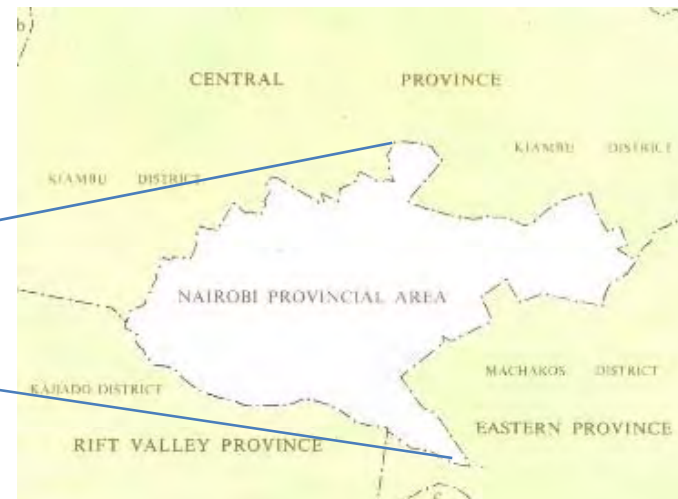 b)
CENTRAL PROVINCE
KIAMBU DISTRICT
KIAMBU DISTRICT
NAIROBI PROVINCIAL AREA
MACHAKOS DISTRICT
KAJIADO DISTRICT
EASTERN PROVINCE
RIFT VALLEY PROVINCE